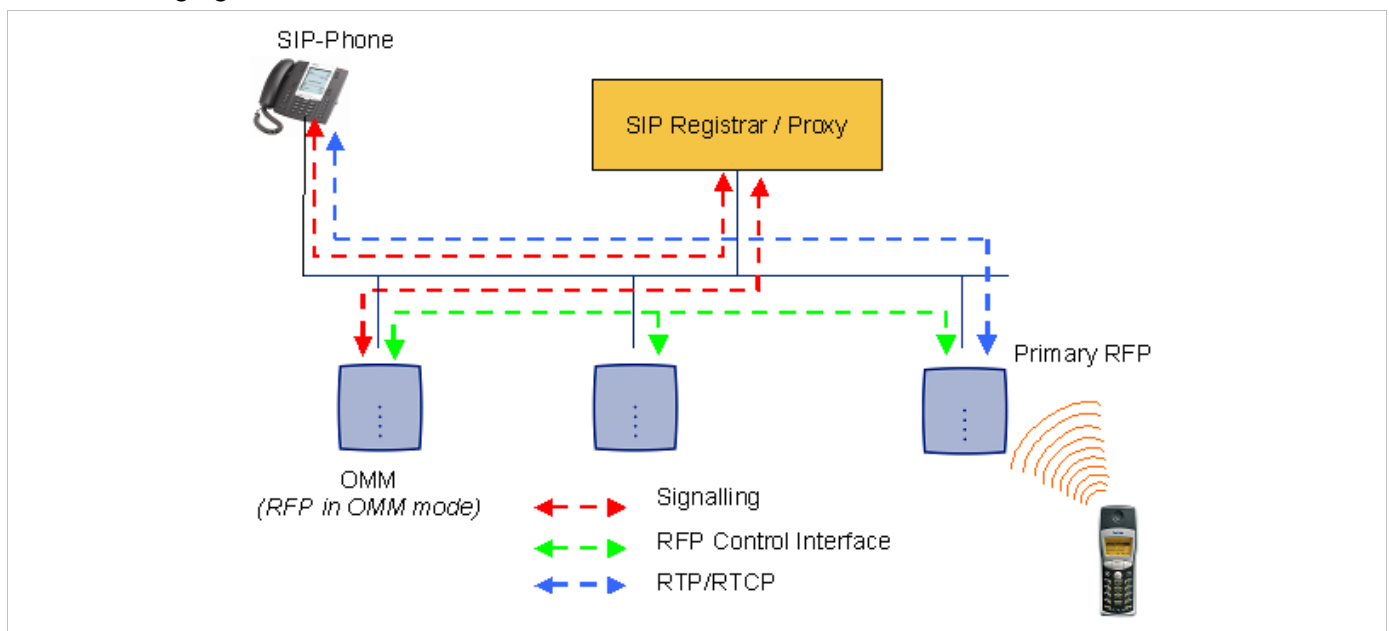 SIP-Phone
SIP Registrar / Proxy
Primary RFP
OMM
(RFP in OMM mode)
Signalling
RFP Control Interface
RTP/RTCP